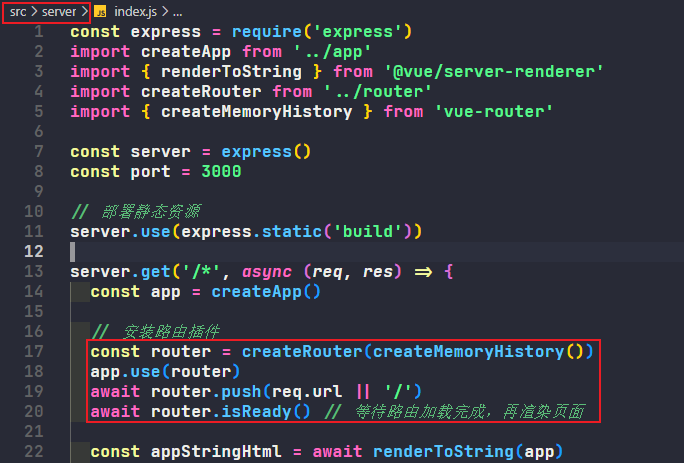 src > server > JS index.js > ...
1 const express = require('express')
2 import createApp from '../app'
3 import { renderToString } from '@vue/server-renderer'
4 import createRouter from '../router'
5 import { createMemoryHistory } from 'vue-router'
6
7 const server = express()
8 const port = 3000
9
10 // 部署静态资源
11 server.use(express.static('build'))
12
13 server.get('/*', async (req, res) => {
14 const app = createApp()
15
16 // 安装路由插件
17 const router = createRouter(createMemoryHistory())
18 app.use(router)
19 await router.push(req.url || '/')
20 await router.isReady() // 等待路由加载完成，再渲染页面
21
22 const appStringHtml = await renderToString(app)